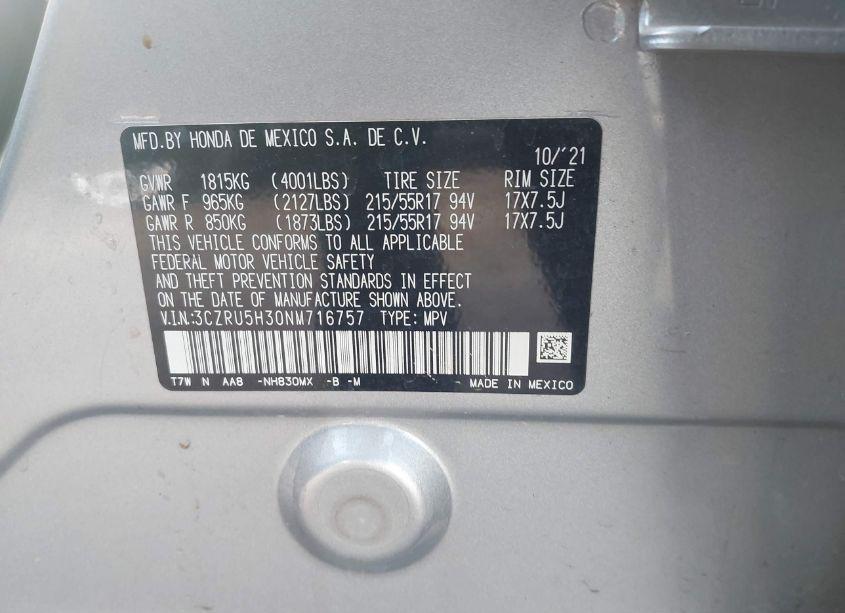 MFD.BY HONDA DE MEXICO S.A. DE C.V.
10/'21
GVWR 1815KG (4001LBS) TIRE SIZE RIM SIZE
GAWR F 965KG (2127LBS) 215/55R17 94V 17X7.5J
GAWR R 850KG (1873LBS) 215/55R17 94V 17X7.5J
THIS VEHICLE CONFORMS TO ALL APPLICABLE
FEDERAL MOTOR VEHICLE SAFETY
AND THEFT PREVENTION STANDARDS IN EFFECT
ON THE DATE OF MANUFACTURE SHOWN ABOVE.
V.I.N.:3CZRU5H30NM716757 TYPE: MPV
T7W N AA8 -NH830MX -B -M - MADE IN MEXICO